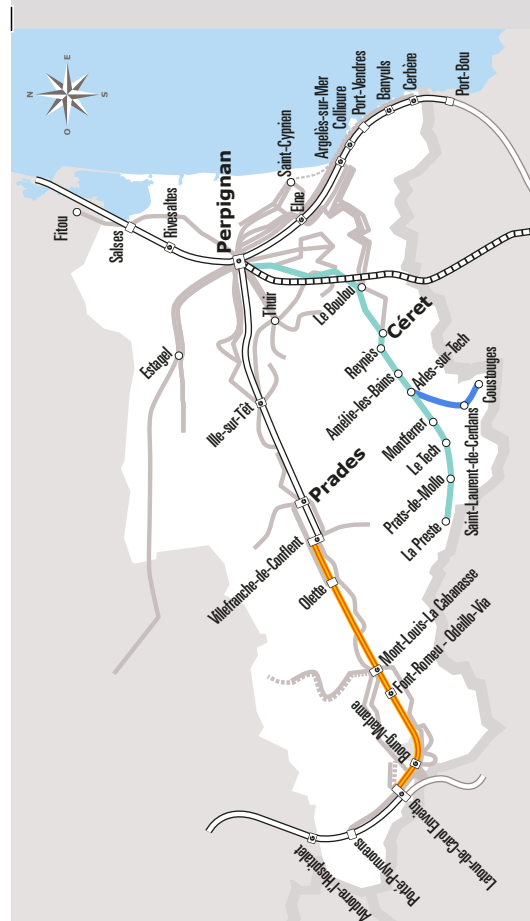 N
E
S
O
Fitou
Salses
Rivesaltes
Perpignan
Saint-Cyprien
Elne
Argelès-sur-Mer
Collioure
Port-Vendres
Banyuls
Cerbère
Port-Bou
Estagel
Thuir
Le Boulou
Céret
Reynès
Amélie-les-Bains
Arles-sur-Tech
Coustouges
Saint-Laurent-de-Cerdans
Montferrer
Le Tech
Prats-de-Mollo
La Preste
Ille-sur-Têt
Prades
Villefranche-de-Conflent
Olette
Mont-Louis-La Cabanasse
Font-Romeu - Odeillo-Via
Bourg-Madame
Latour-de-Carol Enveitg
Porté-Puymorens
Andorre-l'Hospitalet